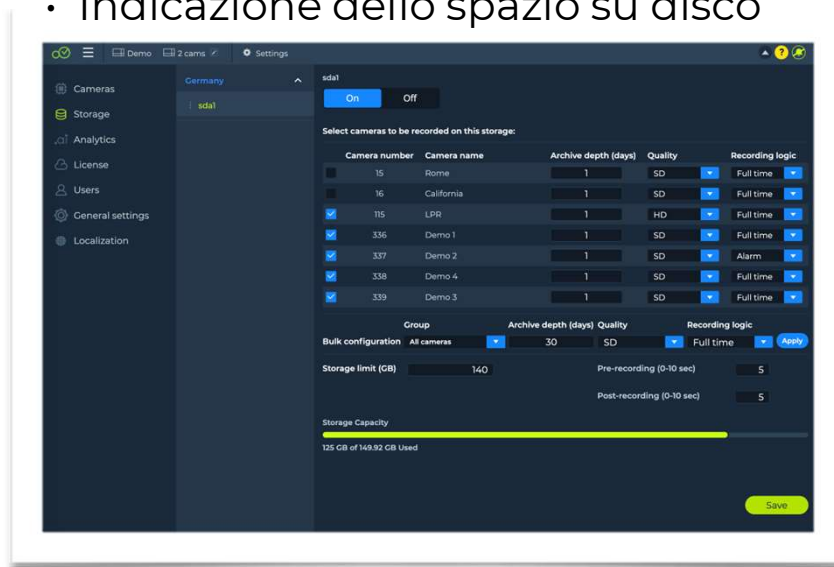 • Indicazione dello spazio su disco
Demo 2 cams Settings ?
Cameras
Storage
Analytics
License
Users
General settings
Localization
Germany
sda1
sda1
On Off
Select cameras to be recorded on this storage:
Camera number Camera name Archive depth (days) Quality Recording logic
15 Rome 1 SD Full time
16 California 1 SD Full time
115 LPR 1 HD Full time
336 Demo 1 1 SD Full time
337 Demo 2 1 SD Alarm
338 Demo 4 1 SD Full time
339 Demo 3 1 SD Full time
Group Archive depth (days) Quality Recording logic
Bulk configuration All cameras 30 SD Full time Apply
Storage limit (GB) 140 Pre-recording (0-10 sec) 5
Post-recording (0-10 sec) 5
Storage Capacity
125 GB of 149.92 GB Used
Save